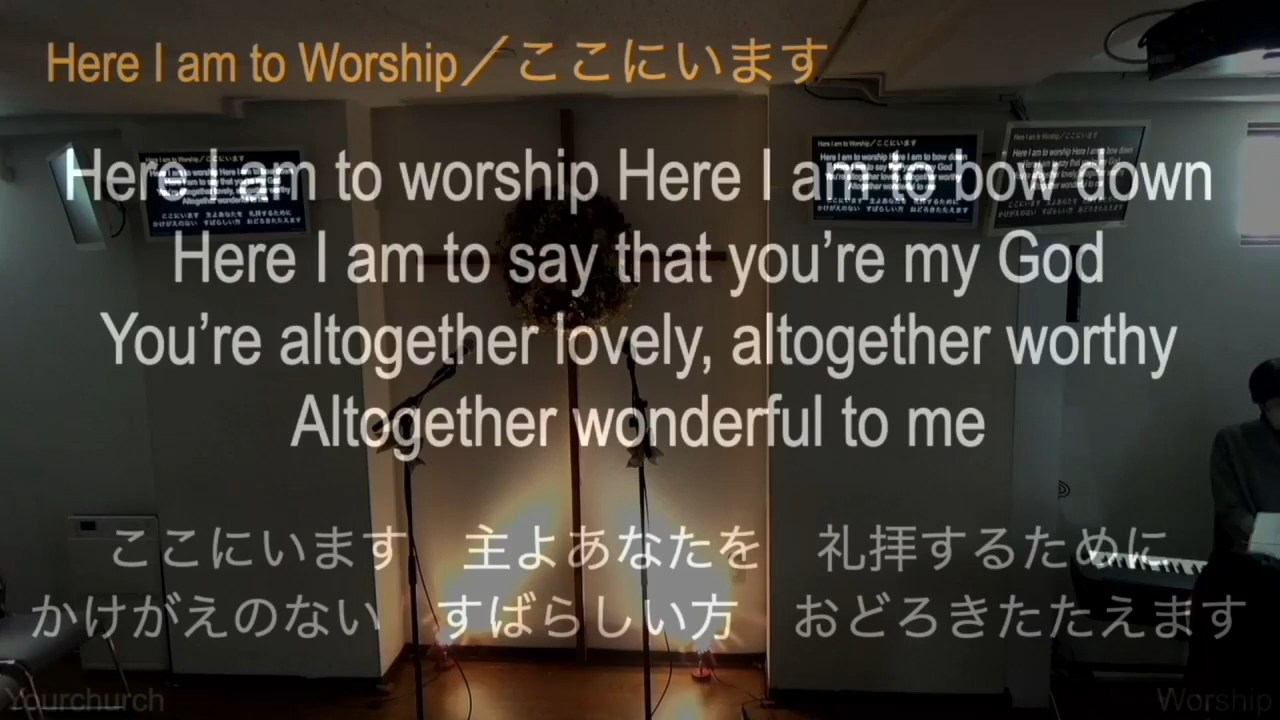 Here I am to Worship／ここにいます
Here I am to worship Here I am to bow down
Here I am to say that you’re my God
You’re altogether lovely, altogether worthy
Altogether wonderful to me
ここにいます　主よあなたを　礼拝するために
かけがえのない　すばらしい方　おどろきたたえます
Yourchurch
Worship